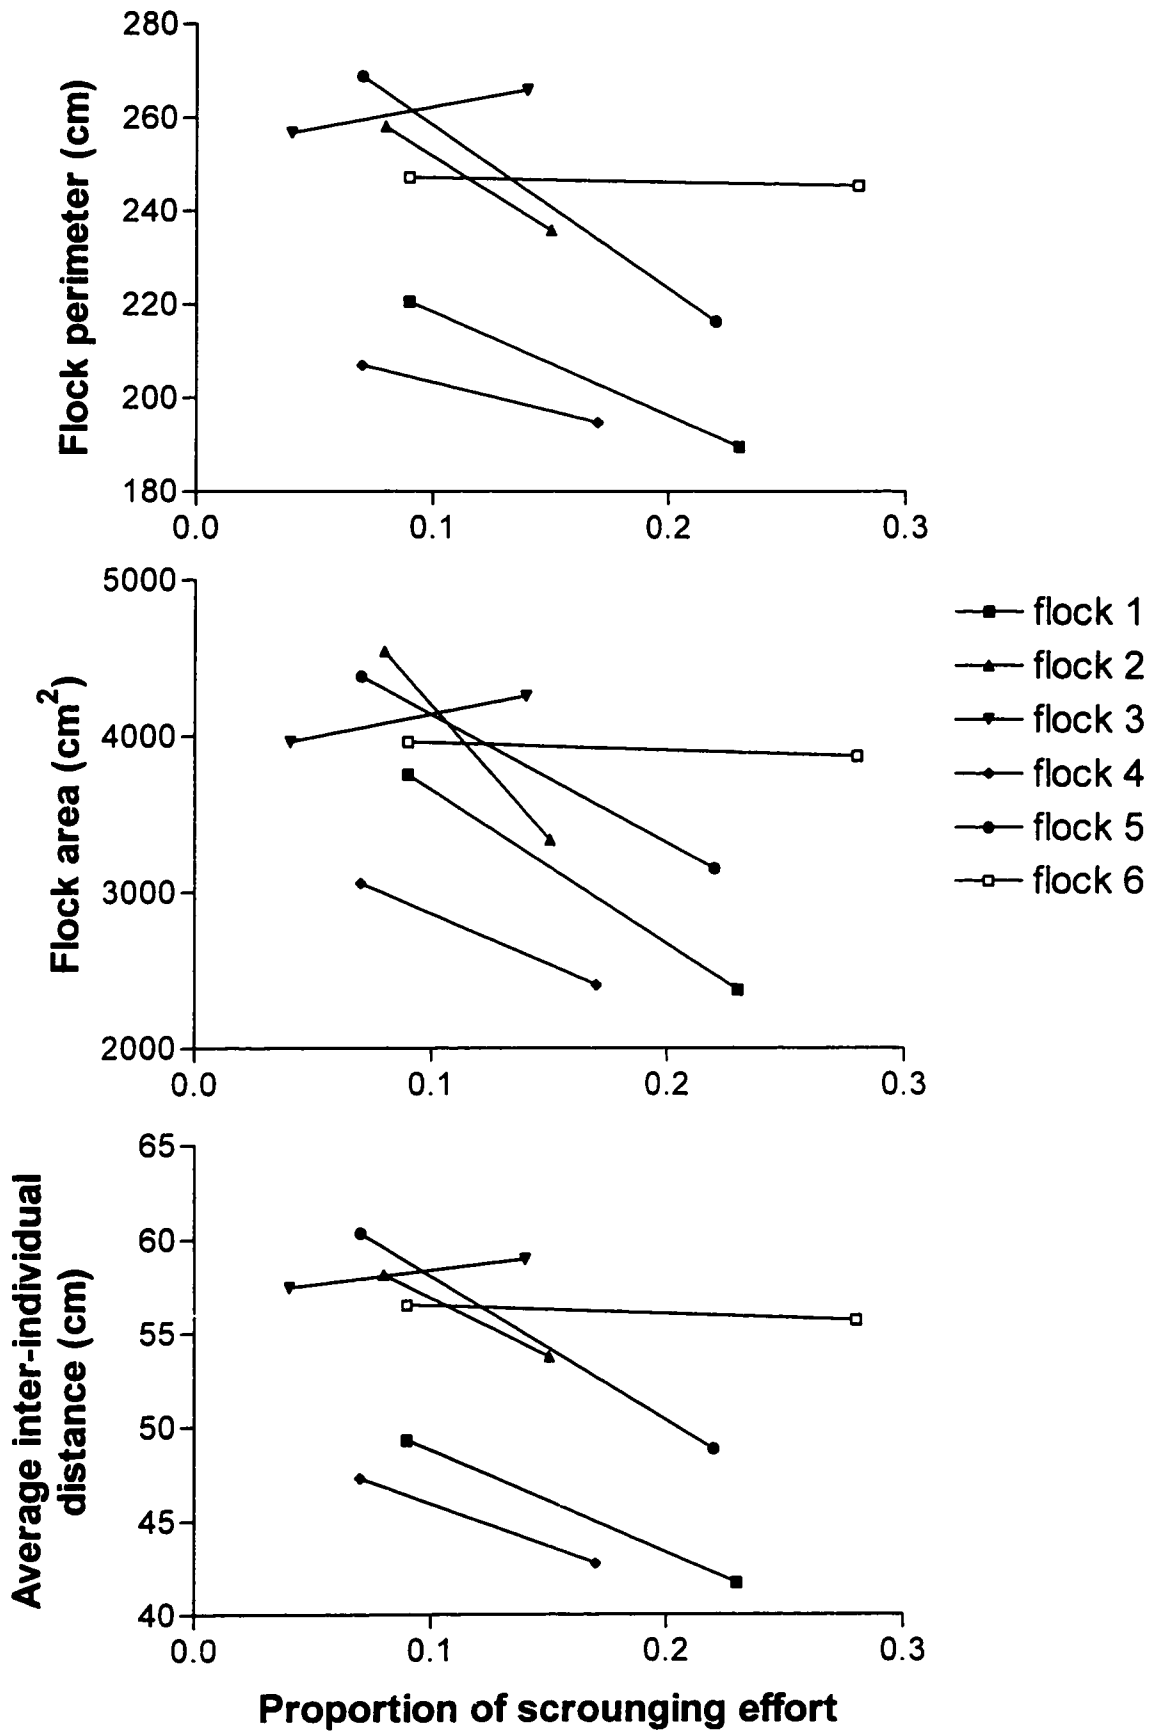 Flock perimeter (cm)
280
260
240
220
200
180
0.0 0.1 0.2 0.3
Flock area (cm²)
5000
4000
3000
2000
0.0 0.1 0.2 0.3
flock 1
flock 2
flock 3
flock 4
flock 5
flock 6
Average inter-individual
distance (cm)
65
60
55
50
45
40
0.0 0.1 0.2 0.3
Proportion of scrounging effort